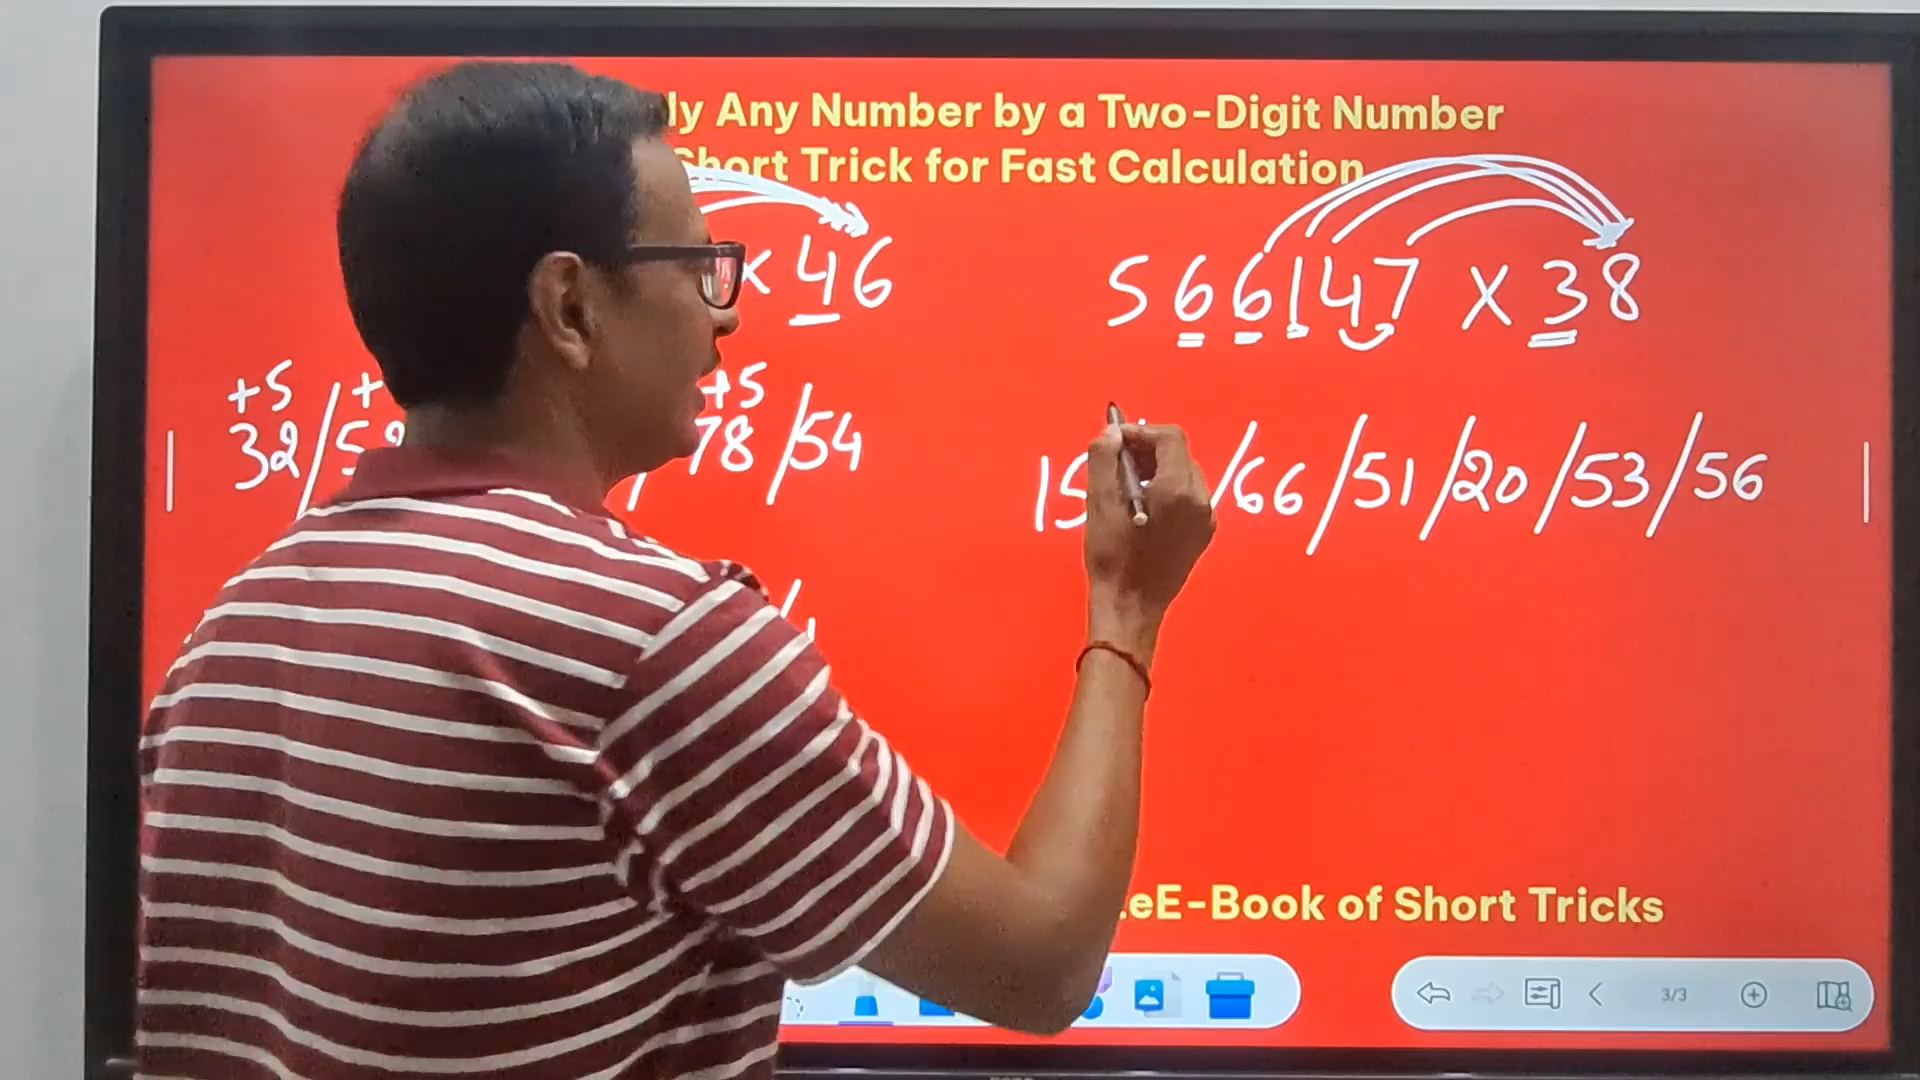 Any Number by a Two-Digit Number
Short Trick for Fast Calculation
× 46
566147 × 38
+5
+5
32/
78/54
15
/66/51/20/53/56
eE-Book of Short Tricks
3/3